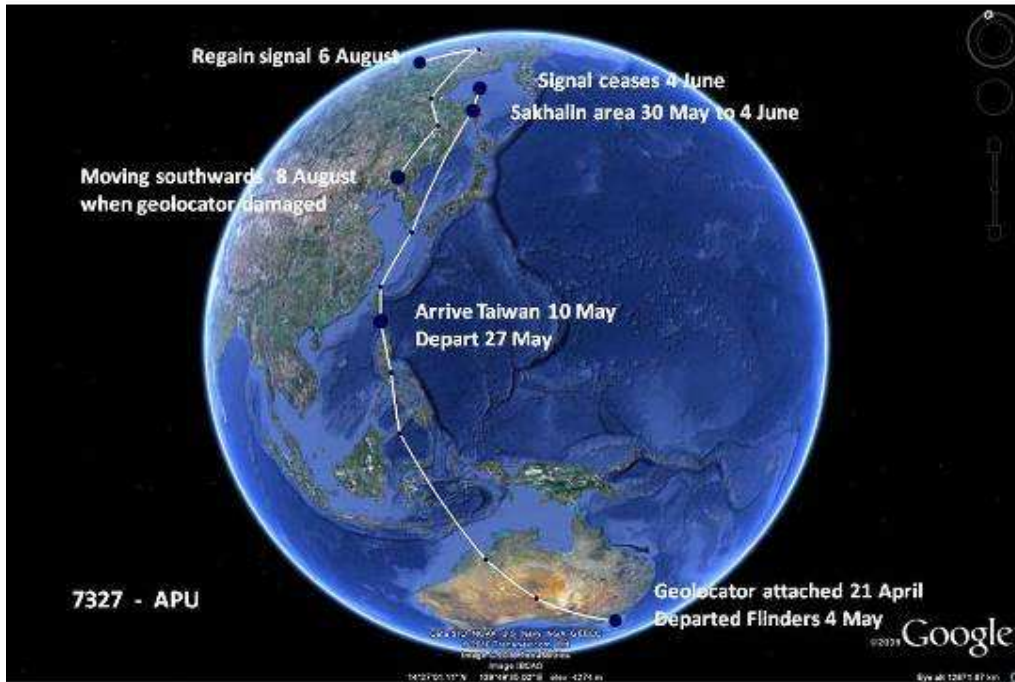 Regain signal 6 August
Signal ceases 4 June
Sakhalin area 30 May to 4 June
Moving southwards 8 August
when geolocator damaged
Arrive Taiwan 10 May
Depart 27 May
Geolocator attached 21 April
Departed Flinders 4 May
7327 - APU
Google
Image IBCAO